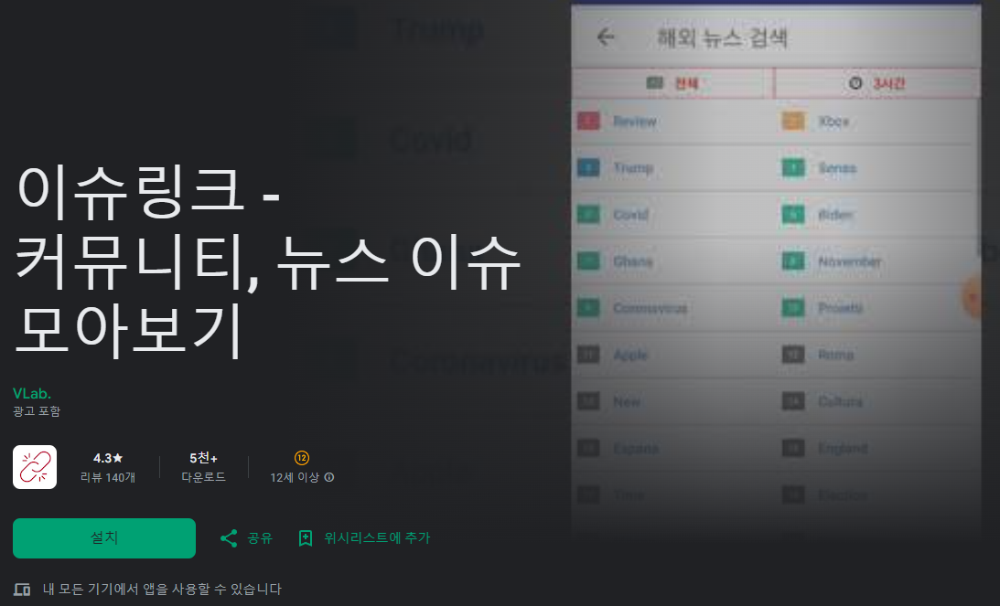 해외 뉴스 검색
전체
3시간
Review
Xbox
Trump
Covid
Biden
Ghana
November
Coronavirus
Apple
Roma
New
Cultura
Espana
England
Election
Trump
Covid
Coronavirus
이슈링크 -
커뮤니티, 뉴스 이슈
모아보기
VLab.
광고 포함
4.3★
리뷰 140개
5천+
다운로드
12
12세 이상
설치
공유
위시리스트에 추가
내 모든 기기에서 앱을 사용할 수 있습니다